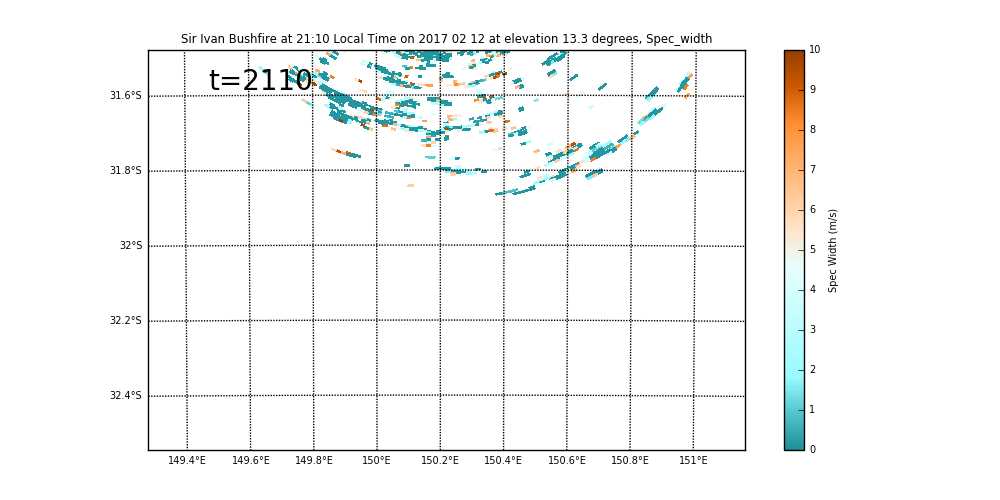 Sir Ivan Bushfire at 21:10 Local Time on 2017 02 12 at elevation 13.3 degrees, Spec_width
t=2110
31.6°S
31.8°S
32°S
32.2°S
32.4°S
149.4°E 149.6°E 149.8°E 150°E 150.2°E 150.4°E 150.6°E 150.8°E 151°E
10
9
8
7
6
5
4
3
2
1
0
Spec Width (m/s)